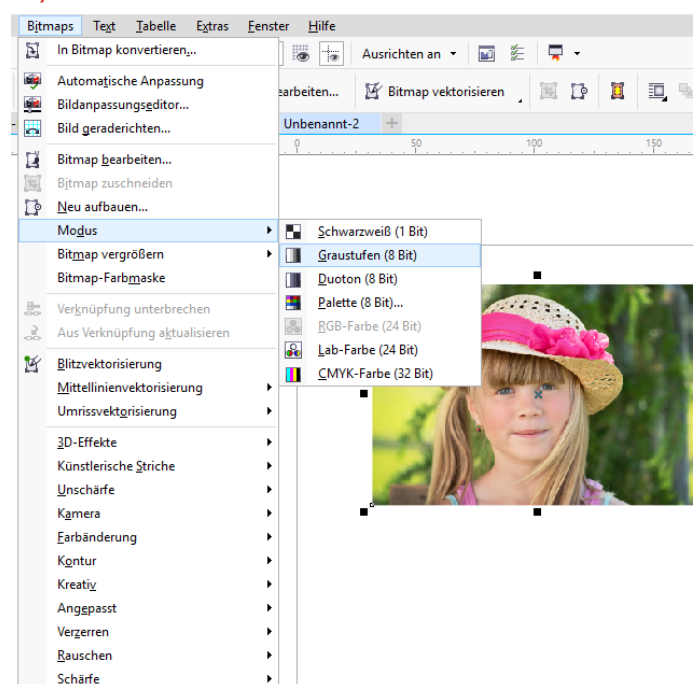 Bitmaps Text Tabelle Extras Fenster Hilfe
In Bitmap konvertieren...
Ausrichten an
Automatische Anpassung
Bildanpassungseditor...
earbeiten... Bitmap vektorisieren
Bild geraderichten...
Unbenannt-2
0 50 100 150
Bitmap bearbeiten...
Bitmap zuschneiden
Neu aufbauen...
Modus
Schwarzweiß (1 Bit)
Graustufen (8 Bit)
Duoton (8 Bit)
Palette (8 Bit)...
RGB-Farbe (24 Bit)
Lab-Farbe (24 Bit)
CMYK-Farbe (32 Bit)
Bitmap vergrößern
Bitmap-Farbmaske
Verknüpfung unterbrechen
Aus Verknüpfung aktualisieren
Blitzvektorisierung
Mittellinienvektorisierung
Umrissvektorisierung
3D-Effekte
Künstlerische Striche
Unschärfe
Kamera
Farbänderung
Kontur
Kreativ
Angepasst
Verzerren
Rauschen
Schärfe